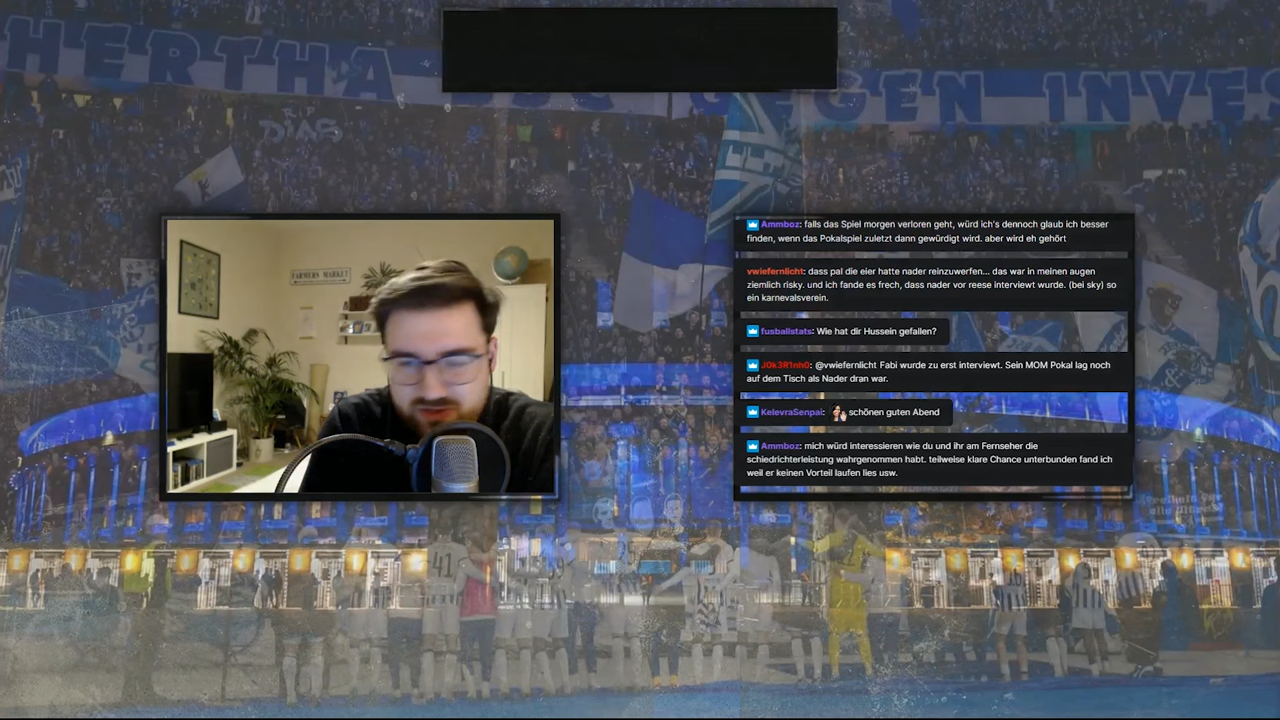 HERTHA BSC GEGEN INVES
R.I.P.
DIAS
FARMERS MARKET
Ammboz: falls das Spiel morgen verloren geht, würd ich's dennoch glaub ich besser
finden, wenn das Pokalspiel zuletzt dann gewürdigt wird. aber wird eh gehört
vwiefernlicht: dass pal die eier hatte nader reinzuwerfen... das war in meinen augen
ziemlich risky. und ich fande es frech, dass nader vor reese interviewt wurde. (bei sky) so
ein karnevalsverein.
fusballstats: Wie hat dir Hussein gefallen?
J0k3R1nh0: @vwiefernlicht Fabi wurde zu erst interviewt. Sein MOM Pokal lag noch
auf dem Tisch als Nader dran war.
KelevraSenpai: schönen guten Abend
Ammboz: mich würd interessieren wie du und ihr am Fernseher die
schiedrichterleistung wahrgenommen habt. teilweise klare Chance unterbunden fand ich
weil er keinen Vorteil laufen lies usw.
41